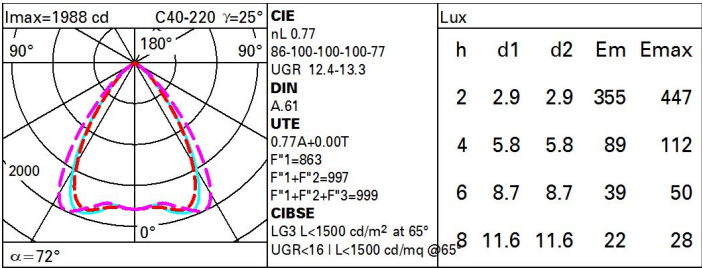 Imax=1988 cd C40-220 γ=25°
90° 180° 90°
2000
0°
α=72°
CIE
nL 0.77
86-100-100-100-77
UGR 12.4-13.3
DIN
A.61
UTE
0.77A+0.00T
F"1=863
F"1+F"2=997
F"1+F"2+F"3=999
CIBSE
LG3 L<1500 cd/m² at 65°
UGR<16 | L<1500 cd/mq @65°
Lux
h d1 d2 Em Emax
2 2.9 2.9 355 447
4 5.8 5.8 89 112
6 8.7 8.7 39 50
8 11.6 11.6 22 28